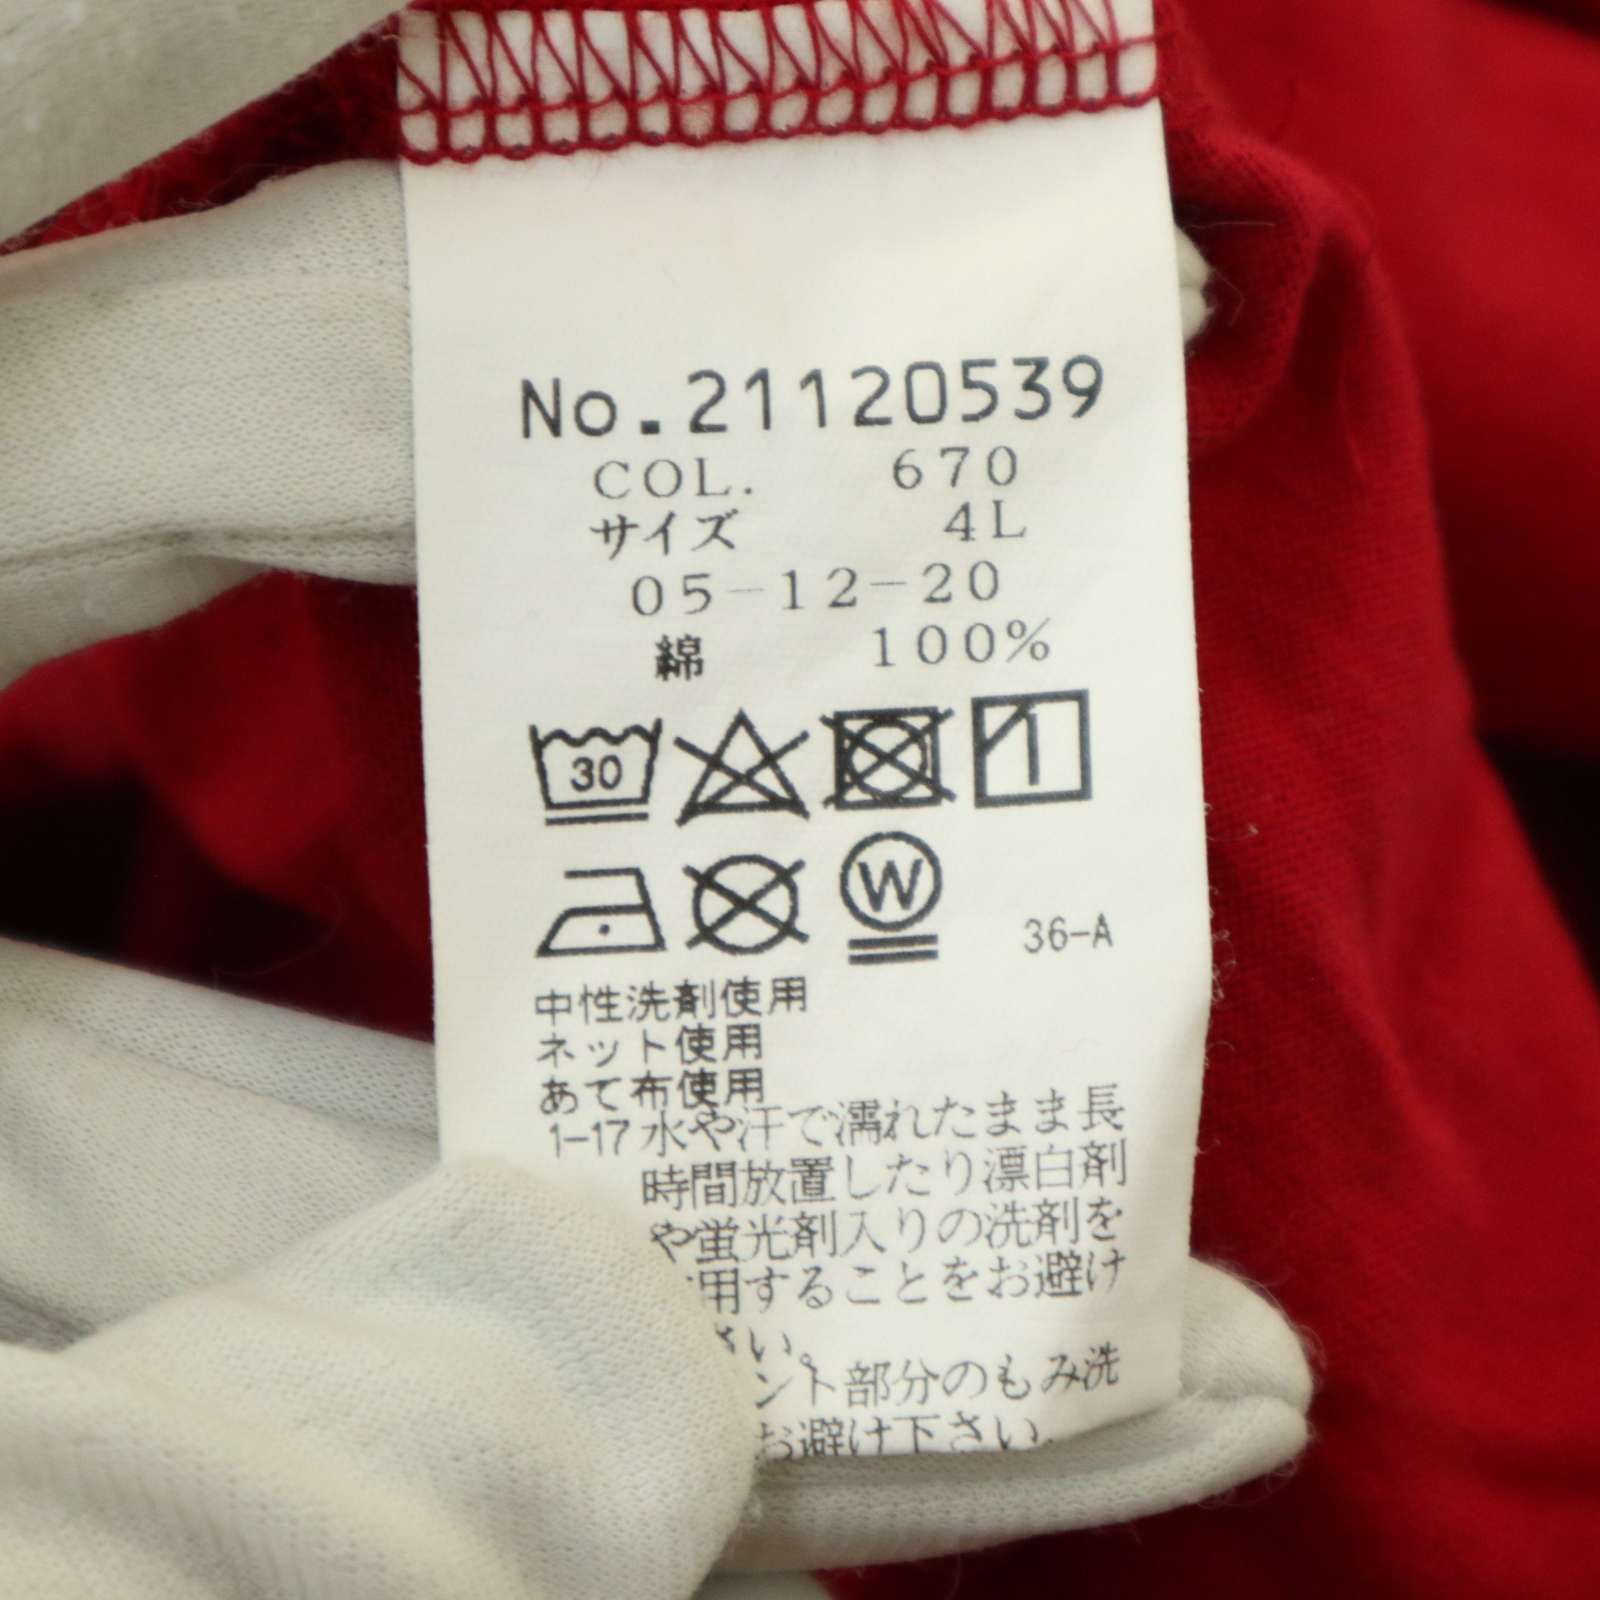 No.21120539
COL. 670
サイズ 4L
05-12-20
綿 100%
30
W
36-A
中性洗剤使用
ネット使用
あて布使用
1-17 水や汗で濡れたまま長
時間放置したり漂白剤
や蛍光剤入りの洗剤を
用することをお避け
さい。
ント部分のもみ洗
お避け下さい.